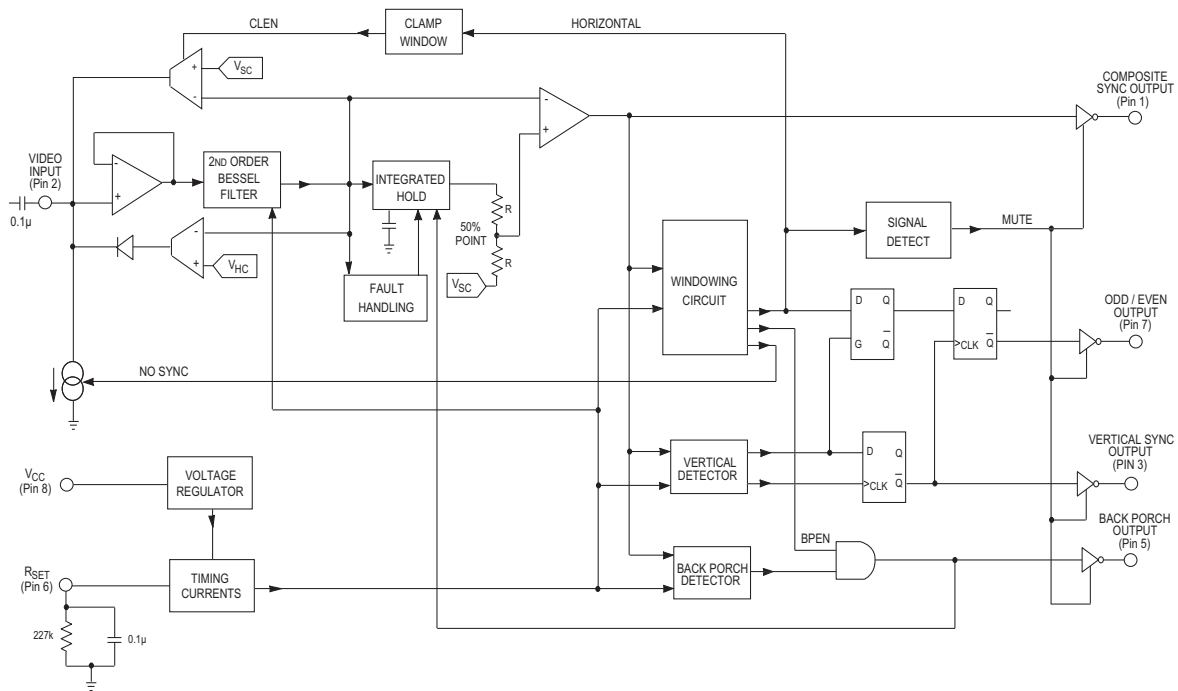 CLEN
CLAMP
WINDOW
HORIZONTAL
+
VSC
-
COMPOSITE
SYNC OUTPUT
(Pin 1)
-
+
VIDEO
INPUT
(Pin 2)
0.1µ
-
+
2ND ORDER
BESSEL
FILTER
INTEGRATED
HOLD
R
50%
POINT
R
VSC
-
+
VHC
FAULT
HANDLING
WINDOWING
CIRCUIT
SIGNAL
DETECT
MUTE
D Q
Q
G
D Q
>CLK Q
ODD / EVEN
OUTPUT
(Pin 7)
NO SYNC
VCC
(Pin 8)
VOLTAGE
REGULATOR
VERTICAL
DETECTOR
D Q
>CLK Q
VERTICAL SYNC
OUTPUT
(PIN 3)
BACK PORCH
OUTPUT
(Pin 5)
BPEN
RSET
(Pin 6)
TIMING
CURRENTS
BACK PORCH
DETECTOR
227k
0.1µ